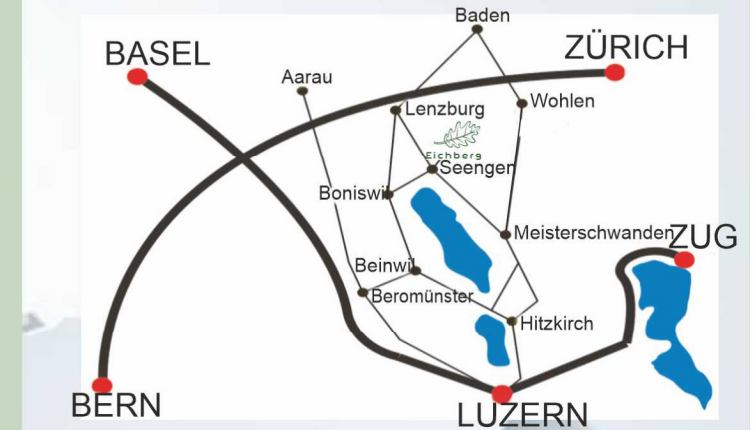 Baden
BASEL
ZÜRICH
Aarau
Lenzburg
Wohlen
Eichberg
Seengen
Boniswil
Meisterschwanden
ZUG
Beinwil
Beromünster
Hitzkirch
BERN
LUZERN